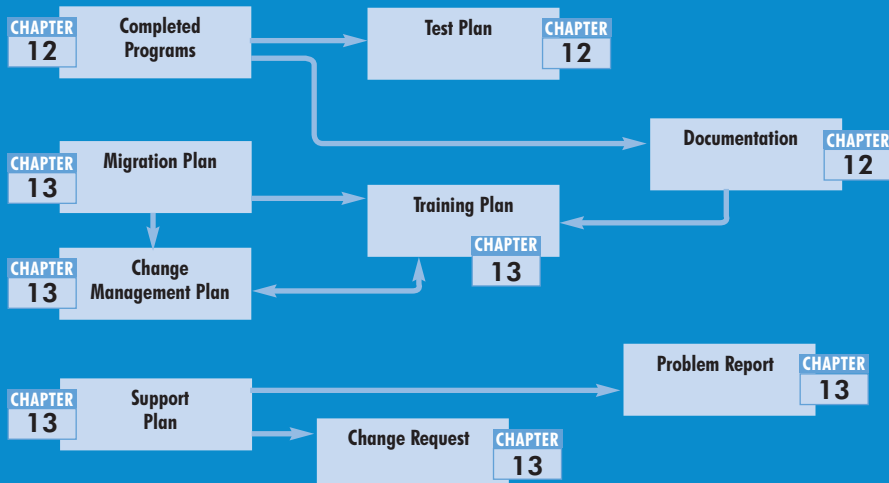 CHAPTER
12
Completed
Programs
Test Plan
CHAPTER
12
Documentation
CHAPTER
12
CHAPTER
13
Migration Plan
Training Plan
CHAPTER
13
CHAPTER
13
Change
Management Plan
Problem Report
CHAPTER
13
CHAPTER
13
Support
Plan
Change Request
CHAPTER
13